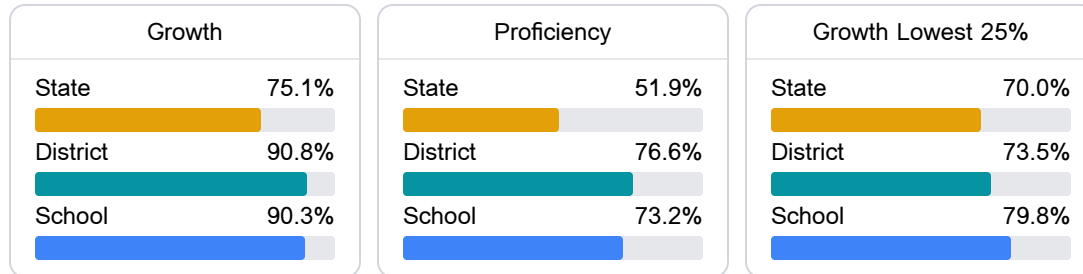 Growth
State 75.1%
District 90.8%
School 90.3%
Proficiency
State 51.9%
District 76.6%
School 73.2%
Growth Lowest 25%
State 70.0%
District 73.5%
School 79.8%